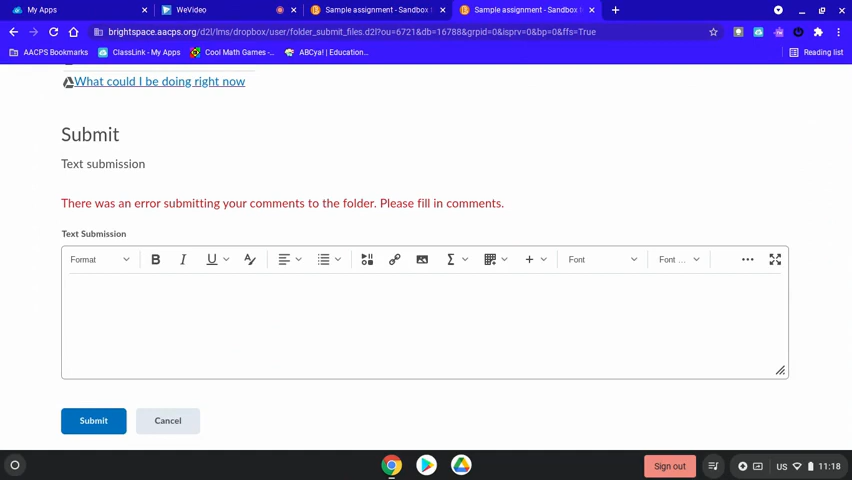 My Apps
WeVideo
Sample assignment - Sandbox f
Sample assignment - Sandbox f
brightspace.aacps.org/d2l/lms/dropbox/user/folder_submit_files.d2l?ou=6721&db=16788&grpid=0&isprv=0&bp=0&ffs=True
AACPS Bookmarks
ClassLink - My Apps
Cool Math Games -...
ABCya! | Education...
Reading list
What could I be doing right now
Submit
Text submission
There was an error submitting your comments to the folder. Please fill in comments.
Text Submission
Format
B I U A
Σ
Font
Font ...
Submit
Cancel
Sign out
US
11:18